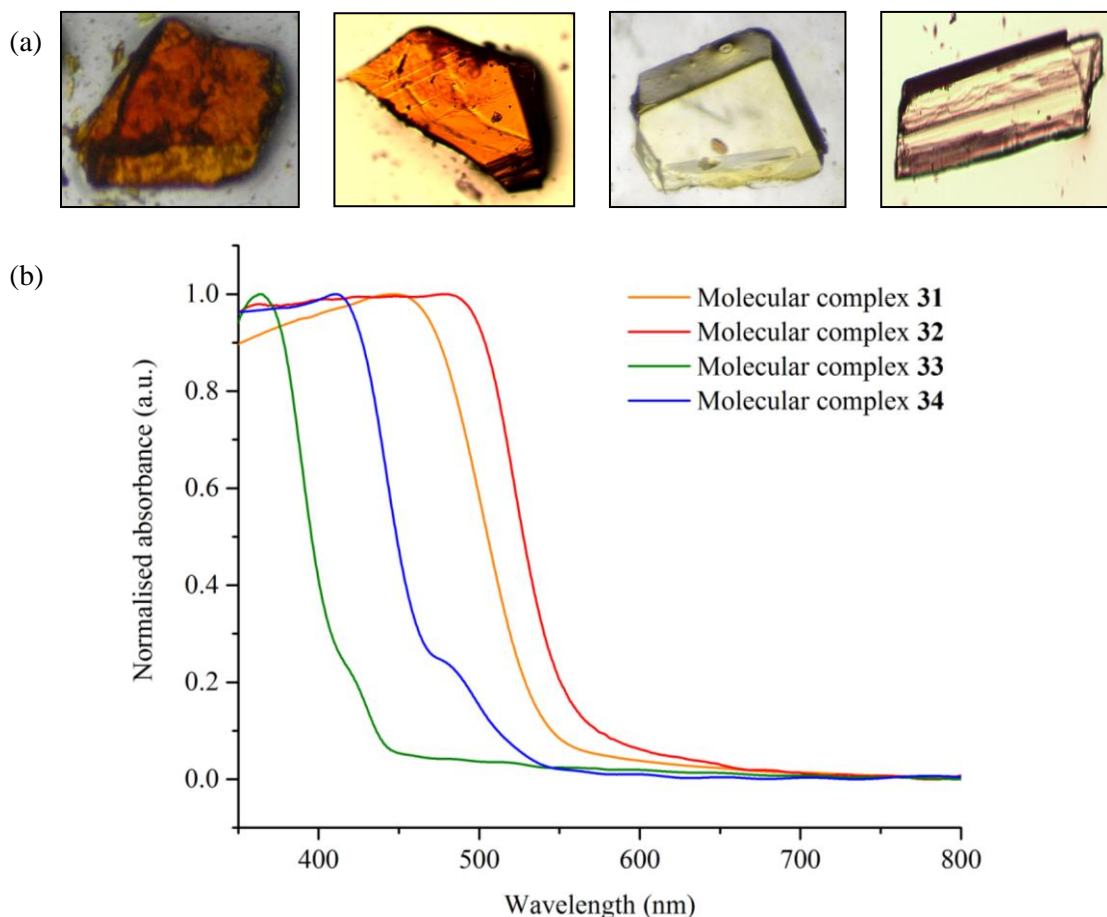 (a)
(b)
1.0
0.8
0.6
0.4
0.2
0.0
Normalised absorbance (a.u.)
Molecular complex 31
Molecular complex 32
Molecular complex 33
Molecular complex 34
400 500 600 700 800
Wavelength (nm)